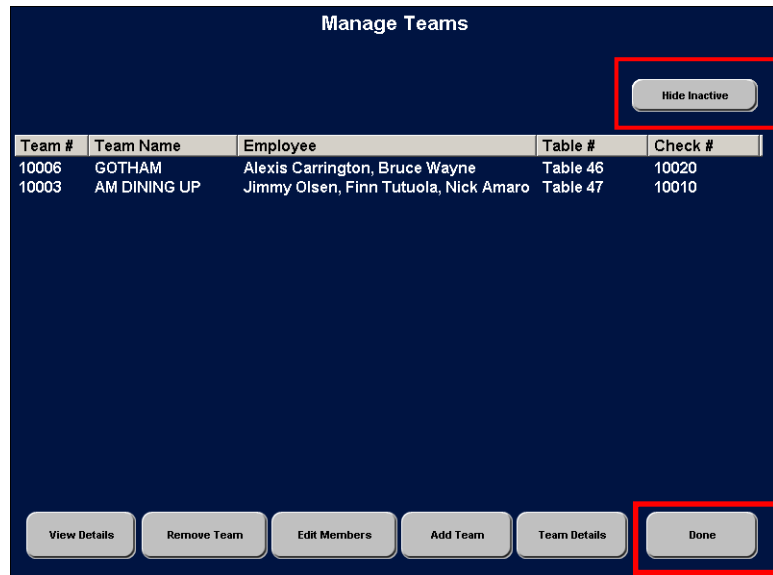 Manage Teams
Hide Inactive
Team # Team Name Employee Table # Check #
10006 GOTHAM Alexis Carrington, Bruce Wayne Table 46 10020
10003 AM DINING UP Jimmy Olsen, Finn Tutuola, Nick Amaro Table 47 10010
View Details Remove Team Edit Members Add Team Team Details Done